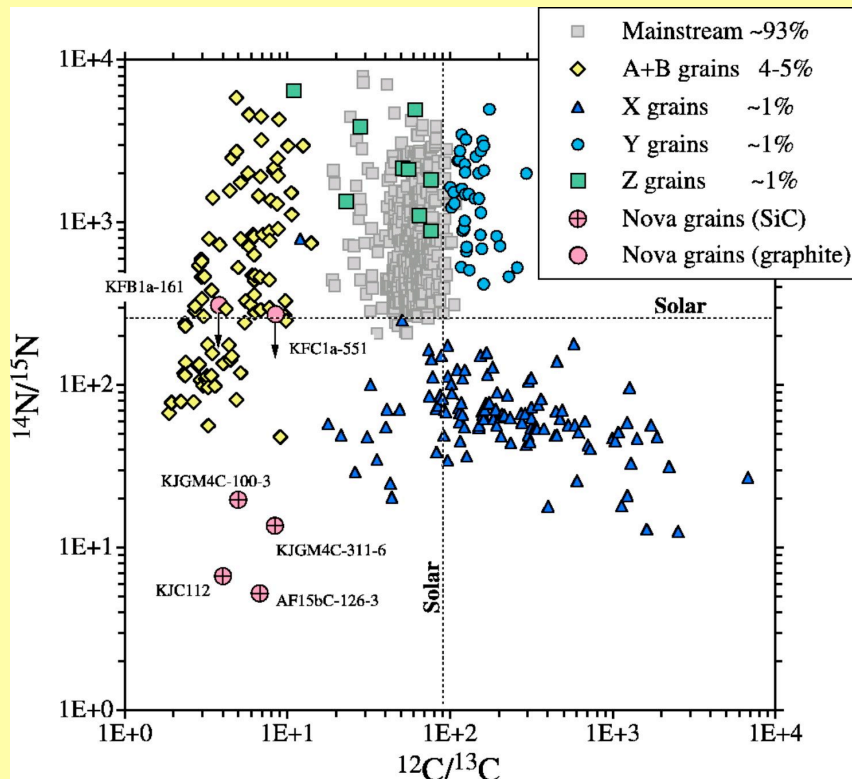 Mainstream ~93%
A+B grains 4-5%
X grains ~1%
Y grains ~1%
Z grains ~1%
Nova grains (SiC)
Nova grains (graphite)
1E+4
1E+3
1E+2
1E+1
1E+0
¹⁴N/¹⁵N
KFB1a-161
KFC1a-551
Solar
KJGM4C-100-3
KJGM4C-311-6
KJC112
AF15bC-126-3
Solar
1E+0 1E+1 1E+2 1E+3 1E+4
¹²C/¹³C